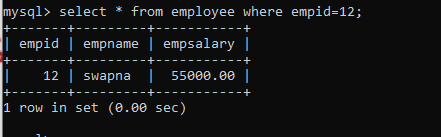 mysql> select * from employee where empid=12;
+-------+---------+-----------+
| empid | empname | empsalary |
+-------+---------+-----------+
|    12 | swapna  |  55000.00 |
+-------+---------+-----------+
1 row in set (0.00 sec)